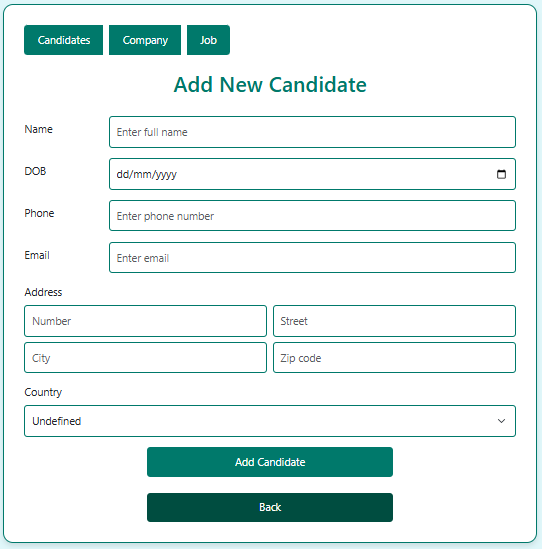 Candidates Company Job
Add New Candidate
Name Enter full name
DOB dd/mm/yyyy
Phone Enter phone number
Email Enter email
Address
Number Street
City Zip code
Country
Undefined
Add Candidate
Back